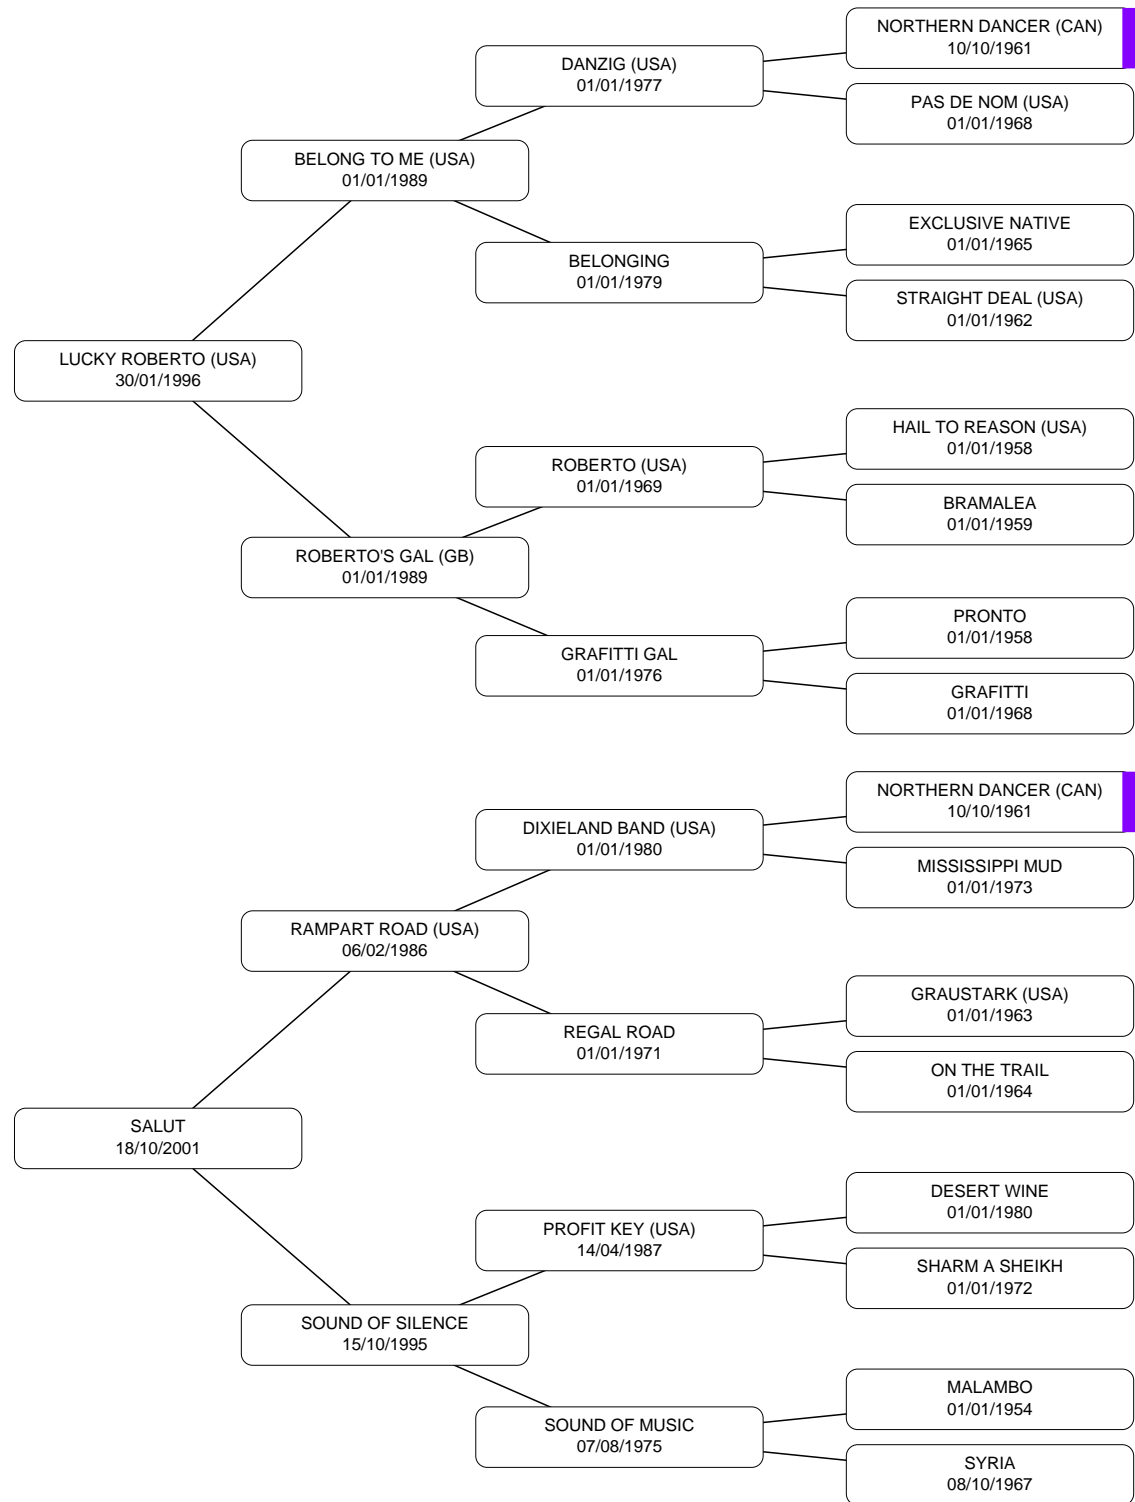 NORTHERN DANCER (CAN)
10/10/1961
DANZIG (USA)
01/01/1977
PAS DE NOM (USA)
01/01/1968
BELONG TO ME (USA)
01/01/1989
EXCLUSIVE NATIVE
01/01/1965
BELONGING
01/01/1979
STRAIGHT DEAL (USA)
01/01/1962
LUCKY ROBERTO (USA)
30/01/1996
HAIL TO REASON (USA)
01/01/1958
ROBERTO (USA)
01/01/1969
BRAMALEA
01/01/1959
ROBERTO'S GAL (GB)
01/01/1989
PRONTO
01/01/1958
GRAFITTI GAL
01/01/1976
GRAFITTI
01/01/1968
NORTHERN DANCER (CAN)
10/10/1961
DIXIELAND BAND (USA)
01/01/1980
MISSISSIPPI MUD
01/01/1973
RAMPART ROAD (USA)
06/02/1986
GRAUSTARK (USA)
01/01/1963
REGAL ROAD
01/01/1971
ON THE TRAIL
01/01/1964
SALUT
18/10/2001
DESERT WINE
01/01/1980
PROFIT KEY (USA)
14/04/1987
SHARM A SHEIKH
01/01/1972
SOUND OF SILENCE
15/10/1995
MALAMBO
01/01/1954
SOUND OF MUSIC
07/08/1975
SYRIA
08/10/1967